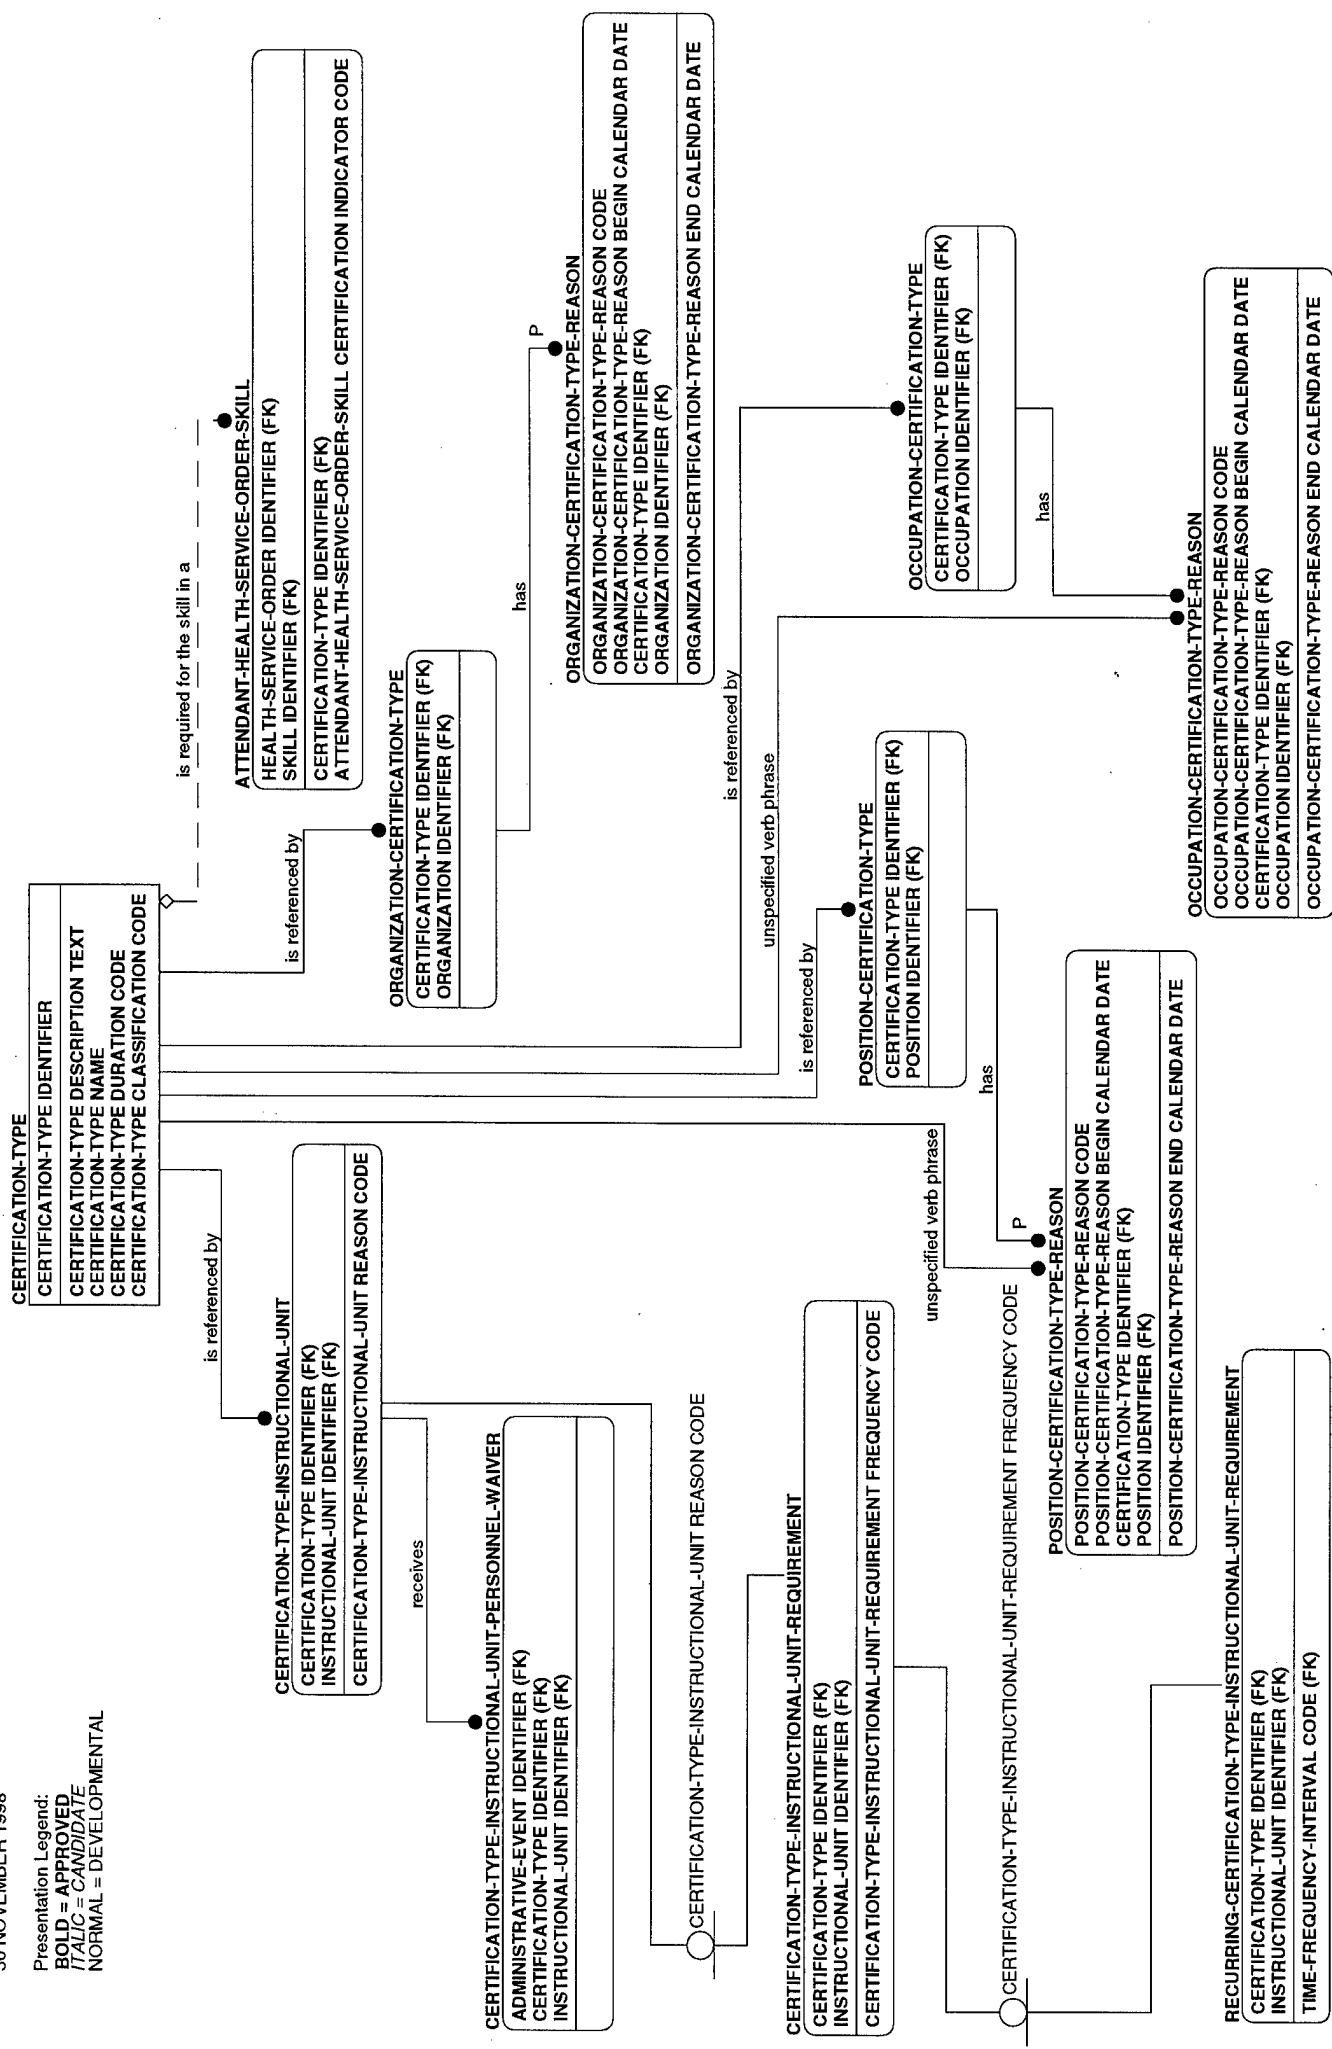 30 NOVEMBER 1998
Presentation Legend:
BOLD = APPROVED
ITALIC = CANDIDATE
NORMAL = DEVELOPMENTAL
CERTIFICATION-TYPE
CERTIFICATION-TYPE IDENTIFIER
CERTIFICATION-TYPE DESCRIPTION TEXT
CERTIFICATION-TYPE NAME
CERTIFICATION-TYPE DURATION CODE
CERTIFICATION-TYPE CLASSIFICATION CODE
is required for the skill in a
ATTENDANT-HEALTH-SERVICE-ORDER-SKILL
HEALTH-SERVICE-ORDER IDENTIFIER (FK)
SKILL IDENTIFIER (FK)
CERTIFICATION-TYPE IDENTIFIER (FK)
ATTENDANT-HEALTH-SERVICE-ORDER-SKILL CERTIFICATION INDICATOR CODE
is referenced by
CERTIFICATION-TYPE-INSTRUCTIONAL-UNIT
CERTIFICATION-TYPE IDENTIFIER (FK)
INSTRUCTIONAL-UNIT IDENTIFIER (FK)
CERTIFICATION-TYPE-INSTRUCTIONAL-UNIT REASON CODE
is referenced by
ORGANIZATION-CERTIFICATION-TYPE
CERTIFICATION-TYPE IDENTIFIER (FK)
ORGANIZATION IDENTIFIER (FK)
has
P
ORGANIZATION-CERTIFICATION-TYPE-REASON
ORGANIZATION-CERTIFICATION-TYPE-REASON CODE
ORGANIZATION-CERTIFICATION-TYPE-REASON BEGIN CALENDAR DATE
CERTIFICATION-TYPE IDENTIFIER (FK)
ORGANIZATION IDENTIFIER (FK)
ORGANIZATION-CERTIFICATION-TYPE-REASON END CALENDAR DATE
receives
CERTIFICATION-TYPE-INSTRUCTIONAL-UNIT-PERSONNEL-WAIVER
ADMINISTRATIVE-EVENT IDENTIFIER (FK)
CERTIFICATION-TYPE IDENTIFIER (FK)
INSTRUCTIONAL-UNIT IDENTIFIER (FK)
CERTIFICATION-TYPE-INSTRUCTIONAL-UNIT REASON CODE
is referenced by
unspecified verb phrase
is referenced by
CERTIFICATION-TYPE-INSTRUCTIONAL-UNIT-REQUIREMENT
CERTIFICATION-TYPE IDENTIFIER (FK)
INSTRUCTIONAL-UNIT IDENTIFIER (FK)
CERTIFICATION-TYPE-INSTRUCTIONAL-UNIT-REQUIREMENT FREQUENCY CODE
POSITION-CERTIFICATION-TYPE
CERTIFICATION-TYPE IDENTIFIER (FK)
POSITION IDENTIFIER (FK)
OCCUPATION-CERTIFICATION-TYPE
CERTIFICATION-TYPE IDENTIFIER (FK)
OCCUPATION IDENTIFIER (FK)
unspecified verb phrase
has
has
P
CERTIFICATION-TYPE-INSTRUCTIONAL-UNIT-REQUIREMENT FREQUENCY CODE
POSITION-CERTIFICATION-TYPE-REASON
POSITION-CERTIFICATION-TYPE-REASON CODE
POSITION-CERTIFICATION-TYPE-REASON BEGIN CALENDAR DATE
CERTIFICATION-TYPE IDENTIFIER (FK)
POSITION IDENTIFIER (FK)
POSITION-CERTIFICATION-TYPE-REASON END CALENDAR DATE
OCCUPATION-CERTIFICATION-TYPE-REASON
OCCUPATION-CERTIFICATION-TYPE-REASON CODE
OCCUPATION-CERTIFICATION-TYPE-REASON BEGIN CALENDAR DATE
CERTIFICATION-TYPE IDENTIFIER (FK)
OCCUPATION IDENTIFIER (FK)
OCCUPATION-CERTIFICATION-TYPE-REASON END CALENDAR DATE
RECURRING-CERTIFICATION-TYPE-INSTRUCTIONAL-UNIT-REQUIREMENT
CERTIFICATION-TYPE IDENTIFIER (FK)
INSTRUCTIONAL-UNIT IDENTIFIER (FK)
TIME-FREQUENCY-INTERVAL CODE (FK)